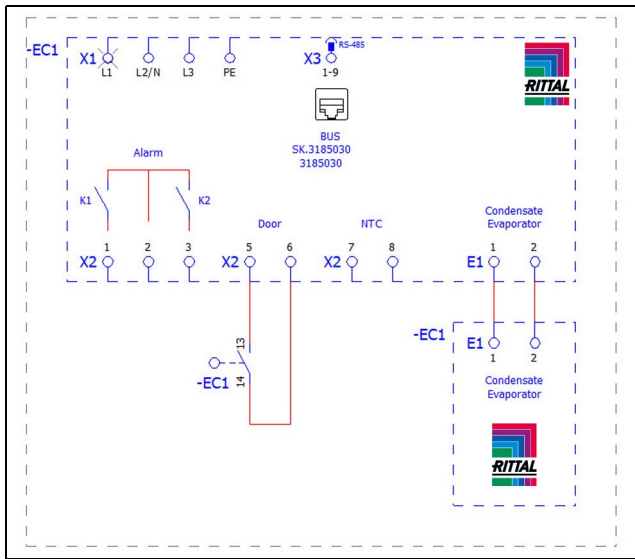 -EC1
X1
L1
L2/N
L3
PE
X3
RS-485
1-9
RITTAL
BUS
SK.3185030
3185030
Alarm
K1
K2
Door
NTC
Condensate
Evaporator
X2
1
2
3
X2
5
6
X2
7
8
E1
1
2
-EC1
13
14
-EC1
E1
1
2
Condensate
Evaporator
RITTAL